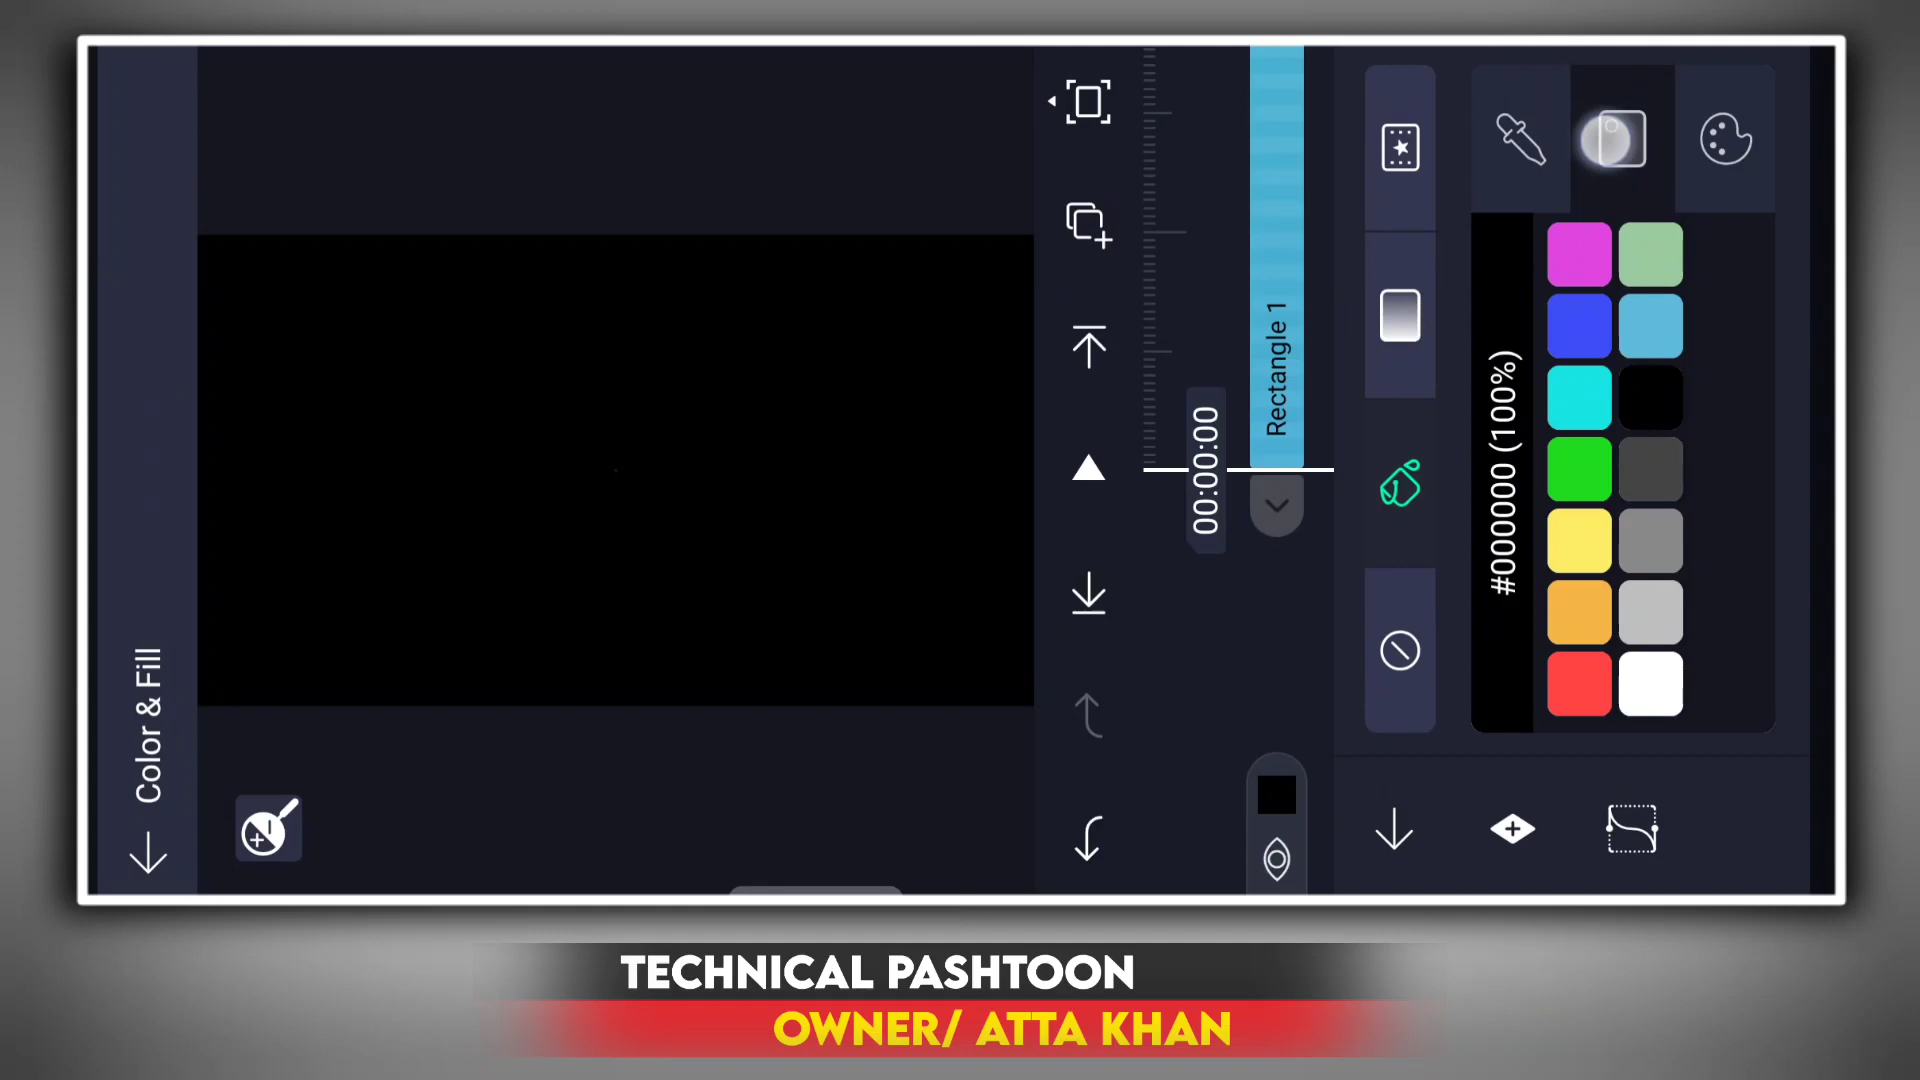 Color & Fill
00:00:00
Rectangle 1
#000000 (100%)
TECHNICAL PASHTOON
OWNER/ ATTA KHAN